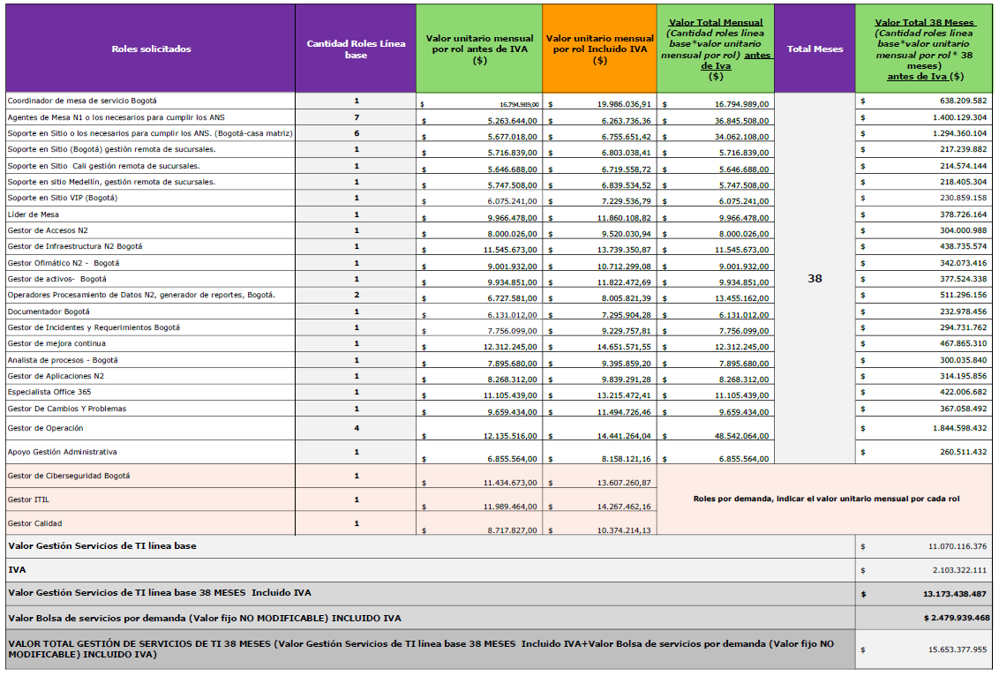 Roles solicitados
Cantidad Roles Línea
base
Valor unitario mensual
por rol antes de IVA
($)
Valor unitario mensual
por rol Incluido IVA
($)
Valor Total Mensual
(Cantidad roles línea
base*valor unitario
mensual por rol) antes
de Iva
($)
Total Meses
Valor Total 38 Meses
(Cantidad roles línea
base*valor unitario
mensual por rol * 38
meses)
antes de Iva ($)
Coordinador de mesa de servicio Bogotá 1 $ 16.794.989,00 $ 19.986.036,91 $ 16.794.989,00 $ 638.209.582
Agentes de Mesa N1 o los necesarios para cumplir los ANS 7 $ 5.263.644,00 $ 6.263.736,36 $ 36.845.508,00 $ 1.400.129.304
Soporte en Sitio o los necesarios para cumplir los ANS. (Bogotá-casa matriz) 6 $ 5.677.018,00 $ 6.755.651,42 $ 34.062.108,00 $ 1.294.360.104
Soporte en Sitio (Bogotá) gestión remota de sucursales. 1 $ 5.716.839,00 $ 6.803.038,41 $ 5.716.839,00 $ 217.239.882
Soporte en Sitio Cali gestión remota de sucursales. 1 $ 5.646.688,00 $ 6.719.558,72 $ 5.646.688,00 $ 214.574.144
Soporte en sitio Medellín, gestión remota de sucursales. 1 $ 5.747.508,00 $ 6.839.534,52 $ 5.747.508,00 $ 218.405.304
Soporte en Sitio VIP (Bogotá) 1 $ 6.075.241,00 $ 7.229.536,79 $ 6.075.241,00 $ 230.859.158
Líder de Mesa 1 $ 9.966.478,00 $ 11.860.108,82 $ 9.966.478,00 $ 378.726.164
Gestor de Accesos N2 1 $ 8.000.026,00 $ 9.520.030,94 $ 8.000.026,00 $ 304.000.988
Gestor de Infraestructura N2 Bogotá 1 $ 11.545.673,00 $ 13.739.350,87 $ 11.545.673,00 $ 438.735.574
Gestor Ofimático N2 - Bogotá 1 $ 9.001.932,00 $ 10.712.299,08 $ 9.001.932,00 $ 342.073.416
Gestor de activos- Bogotá 1 $ 9.934.851,00 $ 11.822.472,69 $ 9.934.851,00 38 $ 377.524.338
Operadores Procesamiento de Datos N2, generador de reportes, Bogotá. 2 $ 6.727.581,00 $ 8.005.821,39 $ 13.455.162,00 $ 511.296.156
Documentador Bogotá 1 $ 6.131.012,00 $ 7.295.904,28 $ 6.131.012,00 $ 232.978.456
Gestor de Incidentes y Requerimientos Bogotá 1 $ 7.756.099,00 $ 9.229.757,81 $ 7.756.099,00 $ 294.731.762
Gestor de mejora continua 1 $ 12.312.245,00 $ 14.651.571,55 $ 12.312.245,00 $ 467.865.310
Analista de procesos - Bogotá 1 $ 7.895.680,00 $ 9.395.859,20 $ 7.895.680,00 $ 300.035.840
Gestor de Aplicaciones N2 1 $ 8.268.312,00 $ 9.839.291,28 $ 8.268.312,00 $ 314.195.856
Especialista Office 365 1 $ 11.105.439,00 $ 13.215.472,41 $ 11.105.439,00 $ 422.006.682
Gestor De Cambios Y Problemas 1 $ 9.659.434,00 $ 11.494.726,46 $ 9.659.434,00 $ 367.058.492
Gestor de Operación 4 $ 12.135.516,00 $ 14.441.264,04 $ 48.542.064,00 $ 1.844.598.432
Apoyo Gestión Administrativa 1 $ 6.855.564,00 $ 8.158.121,16 $ 6.855.564,00 $ 260.511.432
Gestor de Ciberseguridad Bogotá 1 $ 11.434.673,00 $ 13.607.260,87
Gestor ITIL 1 $ 11.989.464,00 $ 14.267.462,16 Roles por demanda, indicar el valor unitario mensual por cada rol
Gestor Calidad 1 $ 8.717.827,00 $ 10.374.214,13
Valor Gestión Servicios de TI línea base $ 11.070.116.376
IVA $ 2.103.322.111
Valor Gestión Servicios de TI línea base 38 MESES Incluido IVA $ 13.173.438.487
Valor Bolsa de servicios por demanda (Valor fijo NO MODIFICABLE) INCLUIDO IVA $ 2.479.939.468
VALOR TOTAL GESTIÓN DE SERVICIOS DE TI 38 MESES (Valor Gestión Servicios de TI línea base 38 MESES Incluido IVA+Valor Bolsa de servicios por demanda (Valor fijo NO
MODIFICABLE) INCLUIDO IVA) $ 15.653.377.955